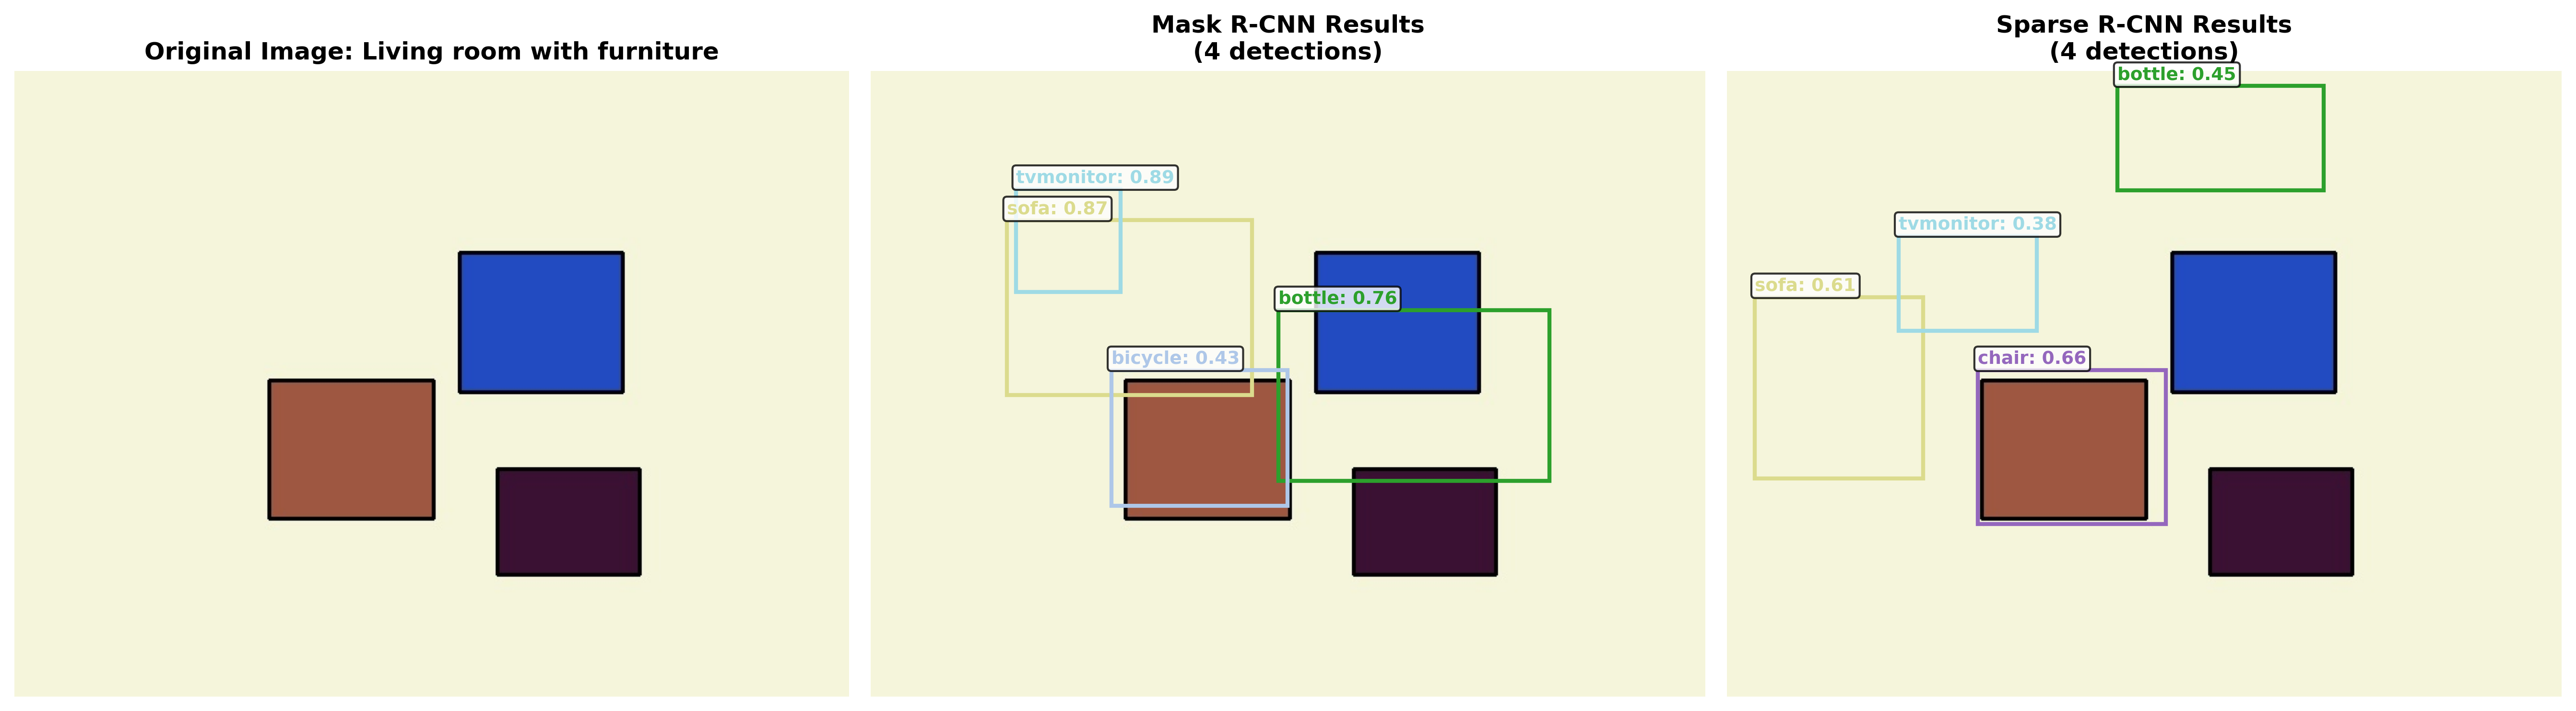 Original Image: Living room with furniture
Mask R-CNN Results
(4 detections)
tvmonitor: 0.89
sofa: 0.87
bottle: 0.76
bicycle: 0.43
Sparse R-CNN Results
(4 detections)
bottle: 0.45
tvmonitor: 0.38
sofa: 0.61
chair: 0.66